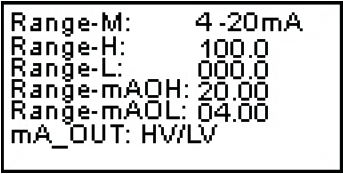 Range-M: 4-20mA
Range-H: 100.0
Range-L: 000.0
Range-mAOH: 20.00
Range-mAOL: 04.00
mA_OUT: HV/LV